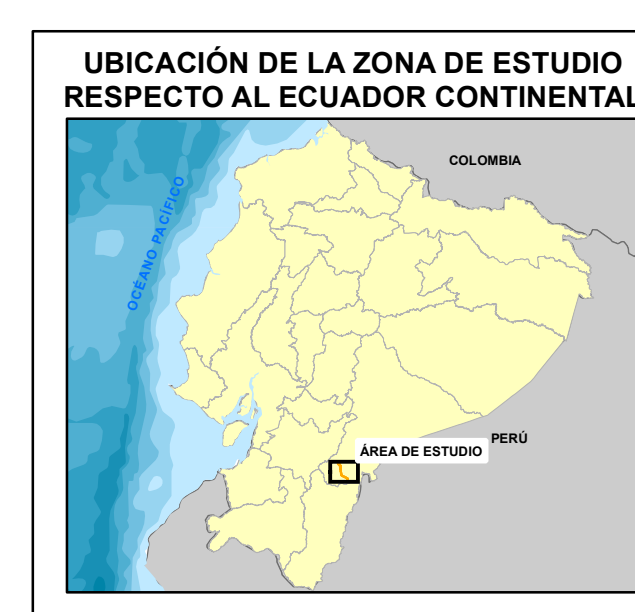 UBICACIÓN DE LA ZONA DE ESTUDIO
RESPECTO AL ECUADOR CONTINENTAL
COLOMBIA
OCÉANO PACÍFICO
PERÚ
ÁREA DE ESTUDIO